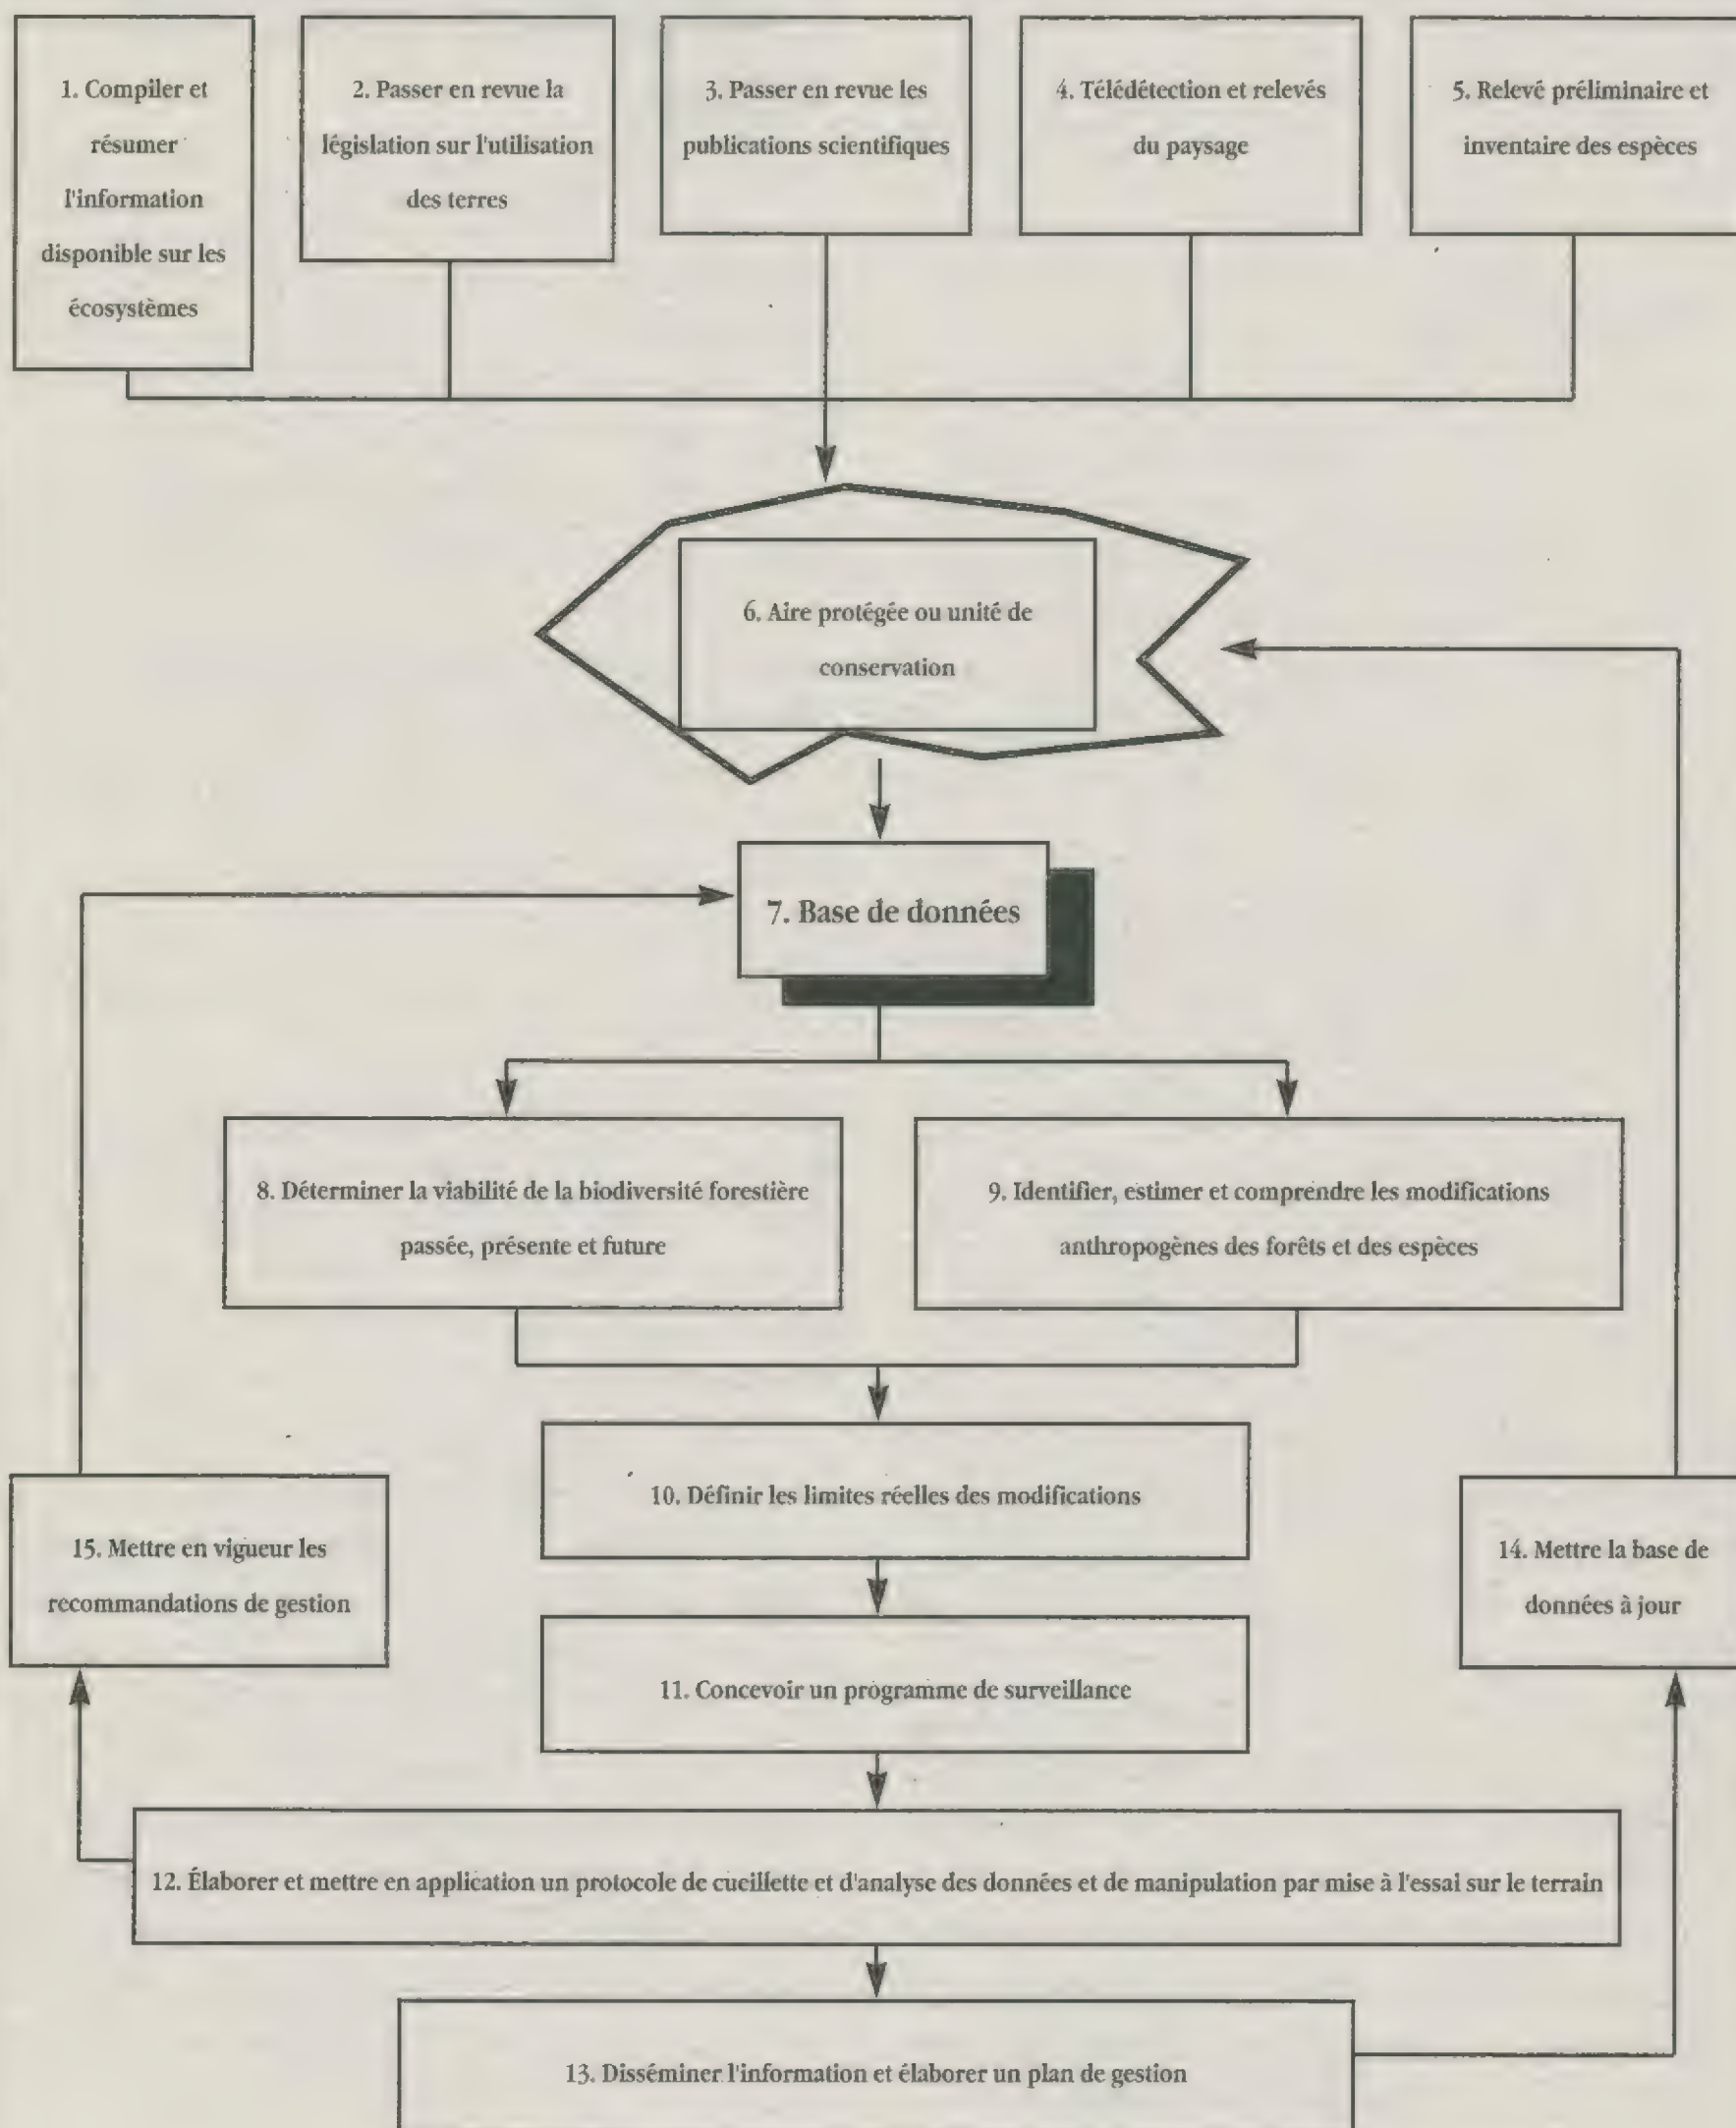 1. Compiler et
résumer
l'information
disponible sur les
écosystèmes
2. Passer en revue la
législation sur l'utilisation
des terres
3. Passer en revue les
publications scientifiques
4. Télédétection et relevés
du paysage
5. Relevé préliminaire et
inventaire des espèces
6. Aire protégée ou unité de
conservation
7. Base de données
8. Déterminer la viabilité de la biodiversité forestière
passée, présente et future
9. Identifier, estimer et comprendre les modifications
anthropogènes des forêts et des espèces
10. Définir les limites réelles des modifications
15. Mettre en vigueur les
recommandations de gestion
14. Mettre la base de
données à jour
11. Concevoir un programme de surveillance
12. Élaborer et mettre en application un protocole de cueillette et d'analyse des données et de manipulation par mise à l'essai sur le terrain
13. Disséminer l'information et élaborer un plan de gestion